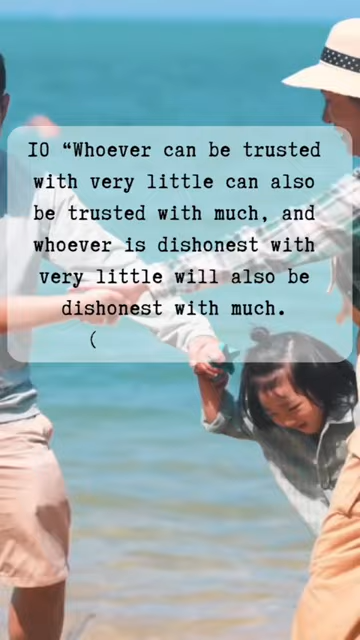 10 “Whoever can be trusted
with very little can also
be trusted with much, and
whoever is dishonest with
very little will also be
dishonest with much.
(